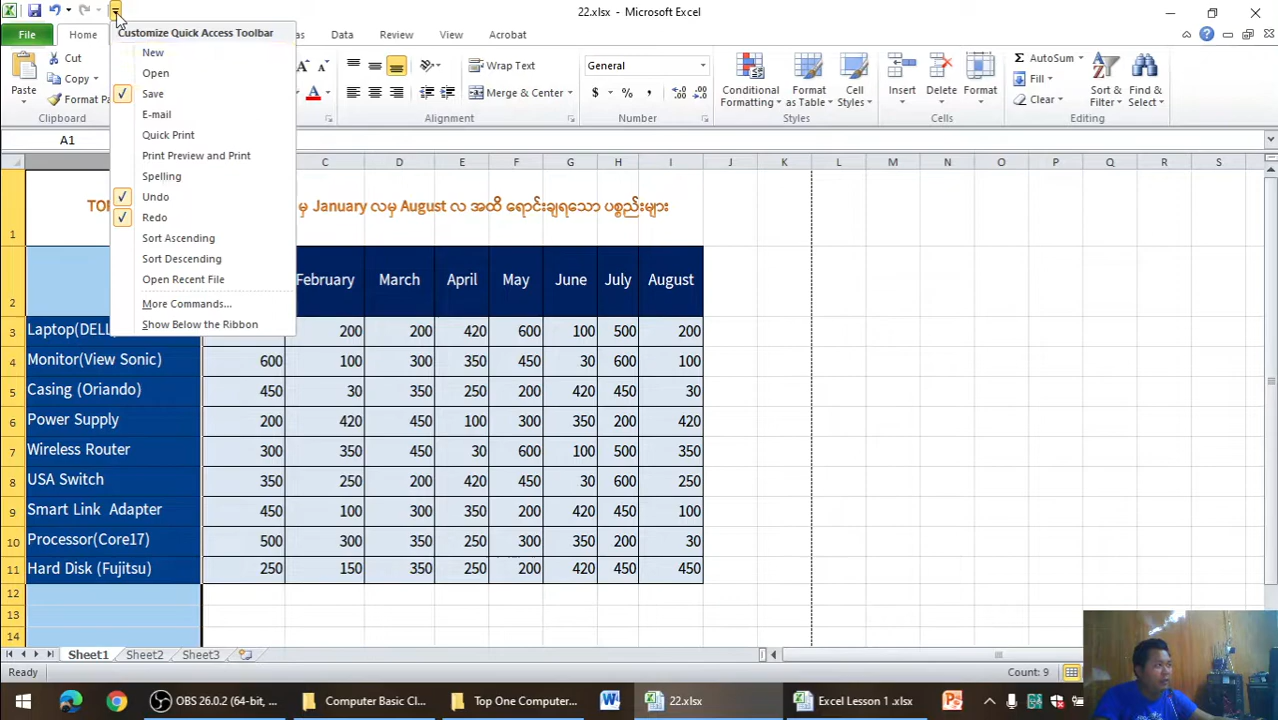 22.xlsx - Microsoft Excel
File
Home
Data
Review
View
Acrobat
Customize Quick Access Toolbar
New
Open
Save
E-mail
Quick Print
Print Preview and Print
Spelling
Undo
Redo
Sort Ascending
Sort Descending
Open Recent File
More Commands...
Show Below the Ribbon
Paste
Cut
Copy
Clipboard
Wrap Text
Merge & Center
Alignment
General
$ % ,
Number
Conditional Formatting
Format as Table
Cell Styles
Styles
Insert
Delete
Format
Cells
AutoSum
Fill
Clear
Sort & Filter
Find & Select
Editing
A1
C D E F G H I J K L M N O P Q R S
1 မှ January လမှ August လ အထိ ရောင်းချရသော ပစ္စည်းများ
2 February March April May June July August
3 200 200 420 600 100 500 200
4 Monitor(View Sonic) 600 100 300 350 450 30 600 100
5 Casing (Oriando) 450 30 350 250 200 420 450 30
6 Power Supply 200 420 450 100 300 350 200 420
7 Wireless Router 300 350 450 30 600 100 500 350
8 USA Switch 350 250 200 420 450 30 600 250
9 Smart Link Adapter 450 100 300 350 200 420 450 100
10 Processor(Core17) 500 300 350 250 300 350 200 30
11 Hard Disk (Fujitsu) 250 150 350 250 200 420 450 450
12
13
14
Sheet1 Sheet2 Sheet3
Ready
Count: 9
OBS 26.0.2 (64-bit, ...
Computer Basic Cl...
Top One Computer...
22.xlsx
Excel Lesson 1 .xlsx